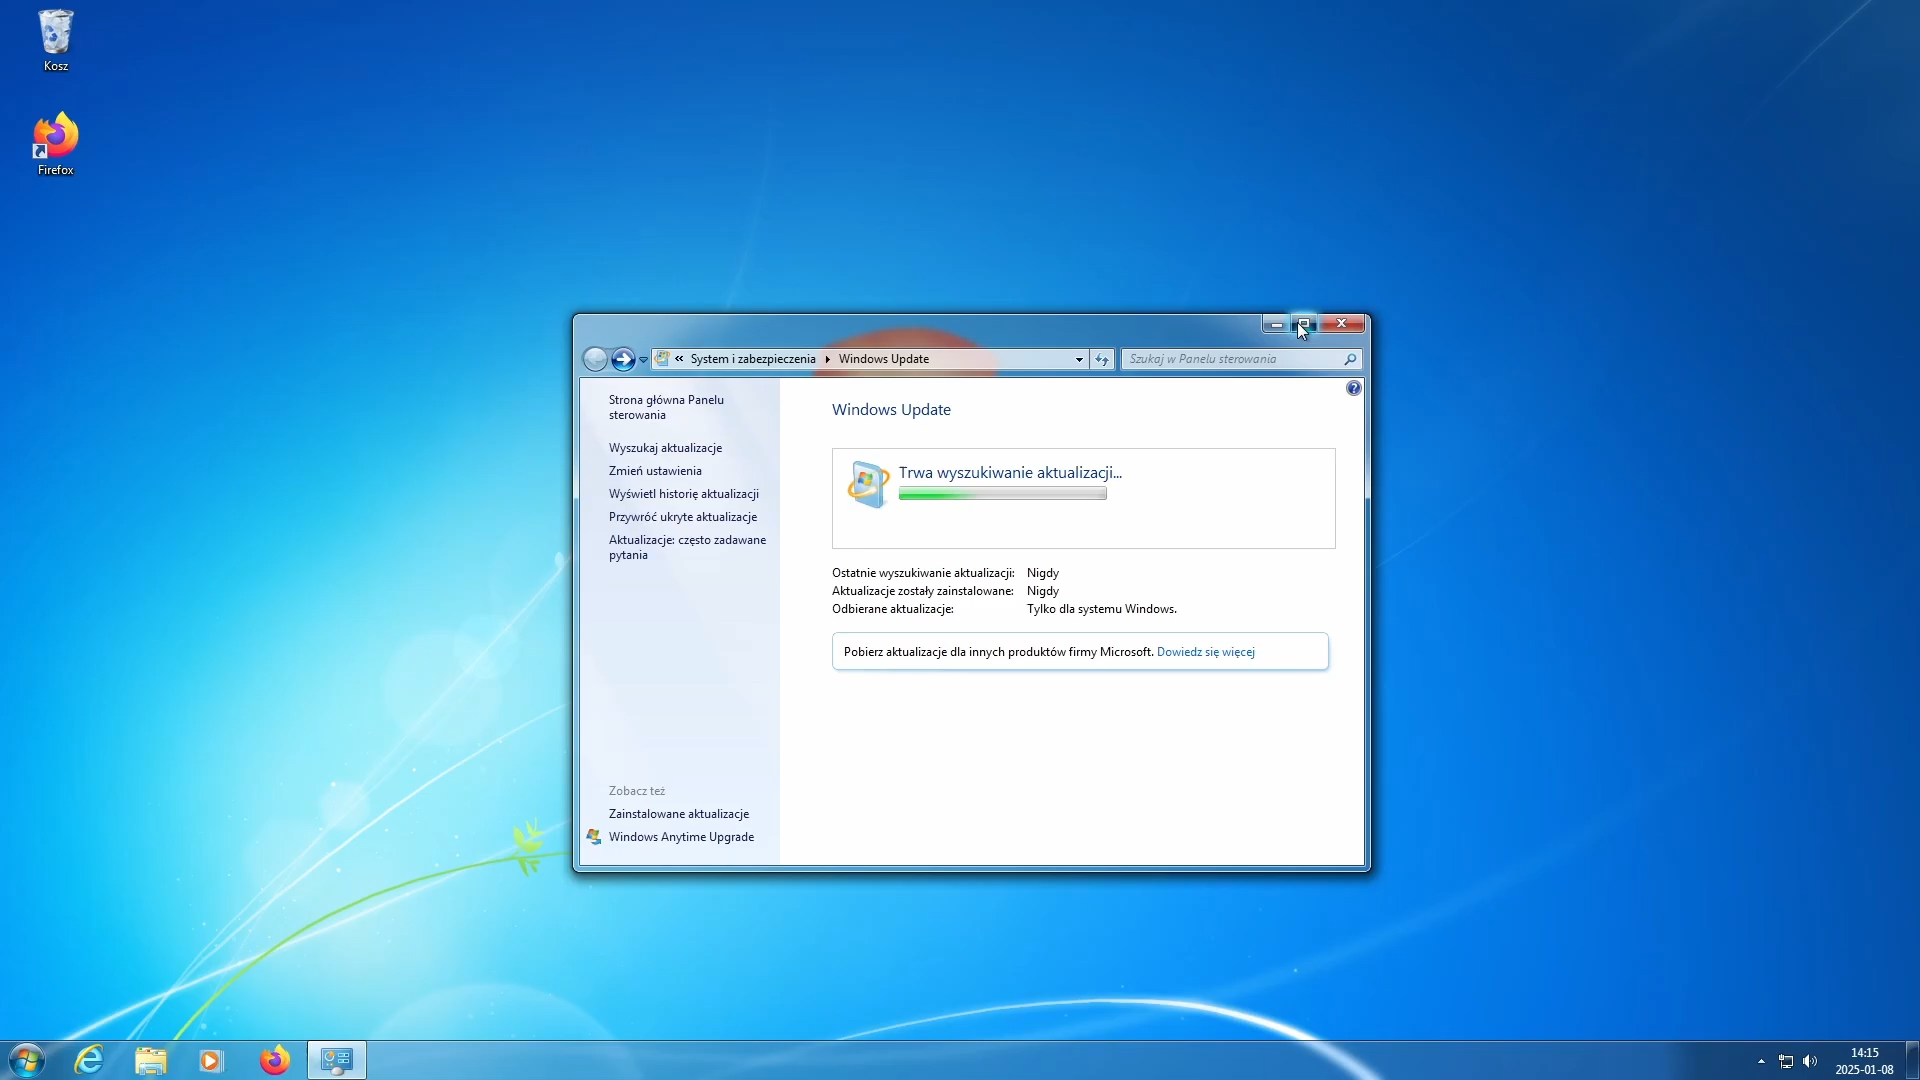 Kosz
Firefox
« System i zabezpieczenia
Windows Update
Szukaj w Panelu sterowania
Strona główna Panelu
sterowania
Wyszukaj aktualizacje
Zmień ustawienia
Wyświetl historię aktualizacji
Przywróć ukryte aktualizacje
Aktualizacje: często zadawane
pytania
Zobacz też
Zainstalowane aktualizacje
Windows Anytime Upgrade
Windows Update
Trwa wyszukiwanie aktualizacji...
Ostatnie wyszukiwanie aktualizacji: Nigdy
Aktualizacje zostały zainstalowane: Nigdy
Odbierane aktualizacje: Tylko dla systemu Windows.
Pobierz aktualizacje dla innych produktów firmy Microsoft. Dowiedz się więcej
14:15
2025-01-08